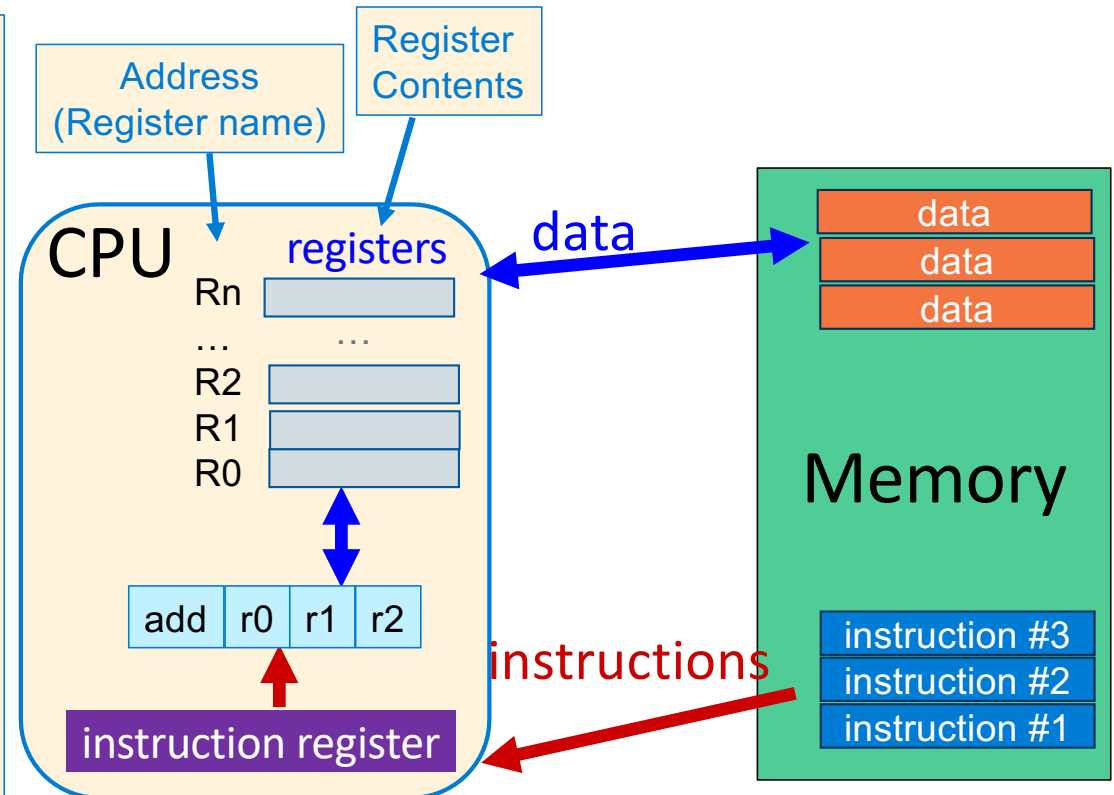 Address
(Register name)
Register
Contents
CPU
registers
Rn
… …
R2
R1
R0
add r0 r1 r2
instruction register
data
instructions
data
data
data
Memory
instruction #3
instruction #2
instruction #1